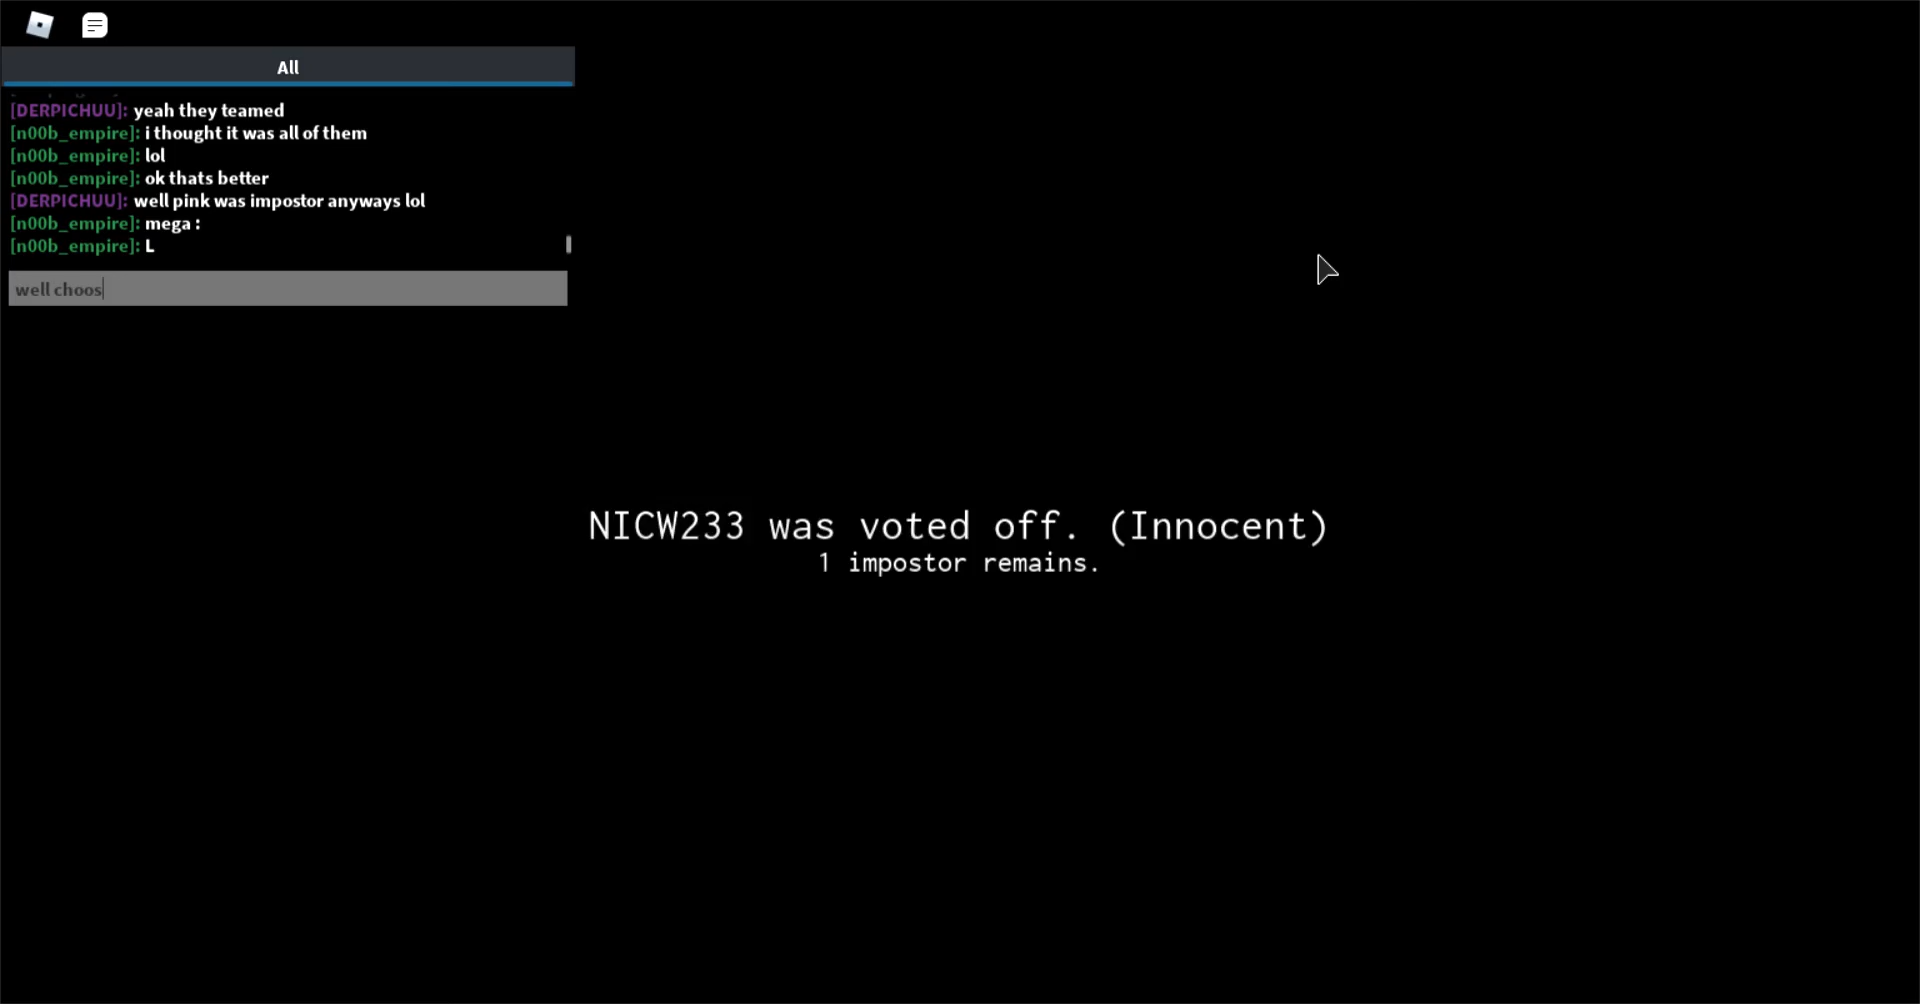 All
[DERPICHUU]: yeah they teamed
[n00b_empire]: i thought it was all of them
[n00b_empire]: lol
[n00b_empire]: ok thats better
[DERPICHUU]: well pink was impostor anyways lol
[n00b_empire]: mega :
[n00b_empire]: L
well choos
NICW233 was voted off. (Innocent)
1 impostor remains.